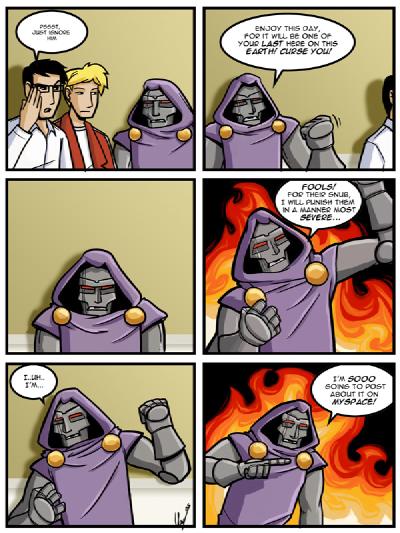 PSSST,
JUST IGNORE
HIM
ENJOY THIS DAY,
FOR IT WILL BE ONE OF
YOUR LAST HERE ON THIS
EARTH! CURSE YOU!
FOOLS!
FOR THEIR SNUB,
I WILL PUNISH THEM
IN A MANNER MOST
SEVERE...
I..UH..
I'M...
I'M SOOO
GOING TO POST
ABOUT IT ON
MYSPACE!